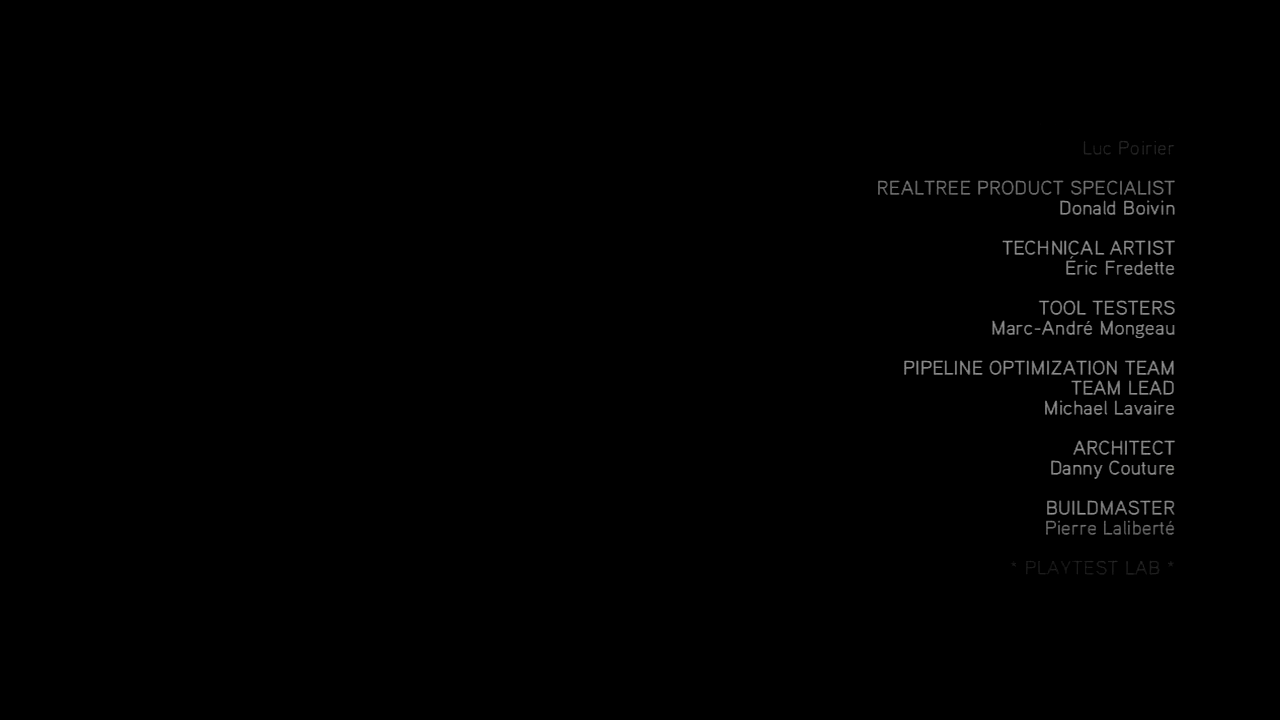 Luc Poirier
REALTREE PRODUCT SPECIALIST
Donald Boivin
TECHNICAL ARTIST
Éric Fredette
TOOL TESTERS
Marc-André Mongeau
PIPELINE OPTIMIZATION TEAM
TEAM LEAD
Michael Lavaire
ARCHITECT
Danny Couture
BUILDMASTER
Pierre Laliberté
* PLAYTEST LAB *